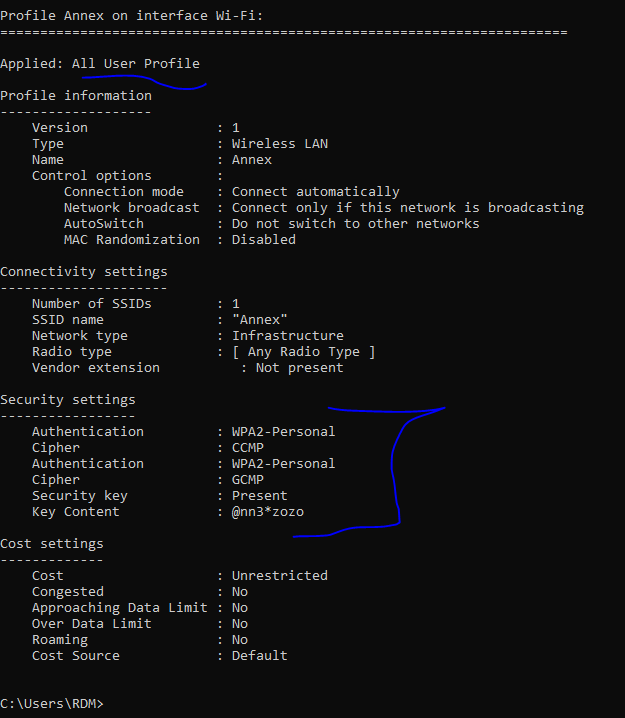 Profile Annex on interface Wi-Fi:
=======================================================================
Applied: All User Profile
Profile information
-------------------
Version : 1
Type : Wireless LAN
Name : Annex
Control options :
Connection mode : Connect automatically
Network broadcast : Connect only if this network is broadcasting
AutoSwitch : Do not switch to other networks
MAC Randomization : Disabled
Connectivity settings
---------------------
Number of SSIDs : 1
SSID name : "Annex"
Network type : Infrastructure
Radio type : [ Any Radio Type ]
Vendor extension : Not present
Security settings
-----------------
Authentication : WPA2-Personal
Cipher : CCMP
Authentication : WPA2-Personal
Cipher : GCMP
Security key : Present
Key Content : @nn3*zozo
Cost settings
-------------
Cost : Unrestricted
Congested : No
Approaching Data Limit : No
Over Data Limit : No
Roaming : No
Cost Source : Default
C:\Users\RDM>